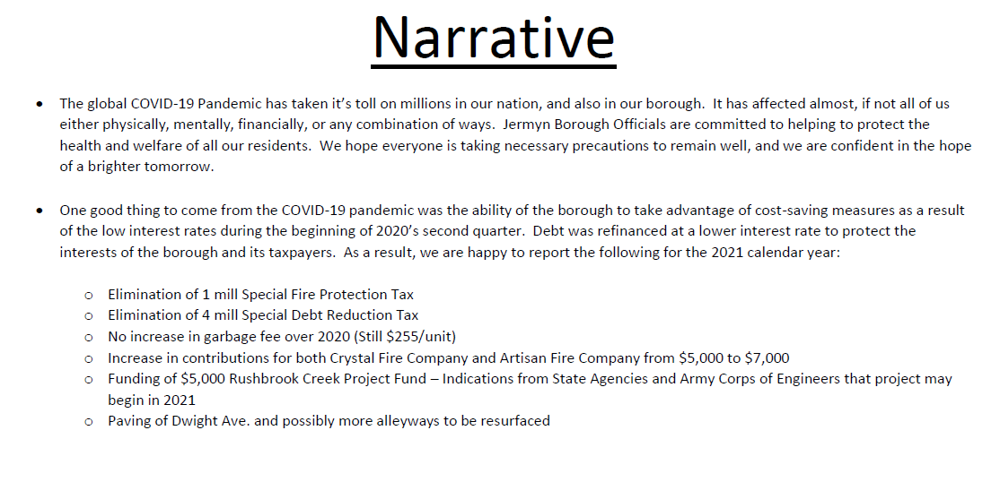 Narrative
• The global COVID-19 Pandemic has taken it's toll on millions in our nation, and also in our borough.  It has affected almost, if not all of us
either physically, mentally, financially, or any combination of ways.  Jermyn Borough Officials are committed to helping to protect the
health and welfare of all our residents.  We hope everyone is taking necessary precautions to remain well, and we are confident in the hope
of a brighter tomorrow.
• One good thing to come from the COVID-19 pandemic was the ability of the borough to take advantage of cost-saving measures as a result
of the low interest rates during the beginning of 2020's second quarter.  Debt was refinanced at a lower interest rate to protect the
interests of the borough and its taxpayers.  As a result, we are happy to report the following for the 2021 calendar year:
o Elimination of 1 mill Special Fire Protection Tax
o Elimination of 4 mill Special Debt Reduction Tax
o No increase in garbage fee over 2020 (Still $255/unit)
o Increase in contributions for both Crystal Fire Company and Artisan Fire Company from $5,000 to $7,000
o Funding of $5,000 Rushbrook Creek Project Fund – Indications from State Agencies and Army Corps of Engineers that project may
begin in 2021
o Paving of Dwight Ave. and possibly more alleyways to be resurfaced